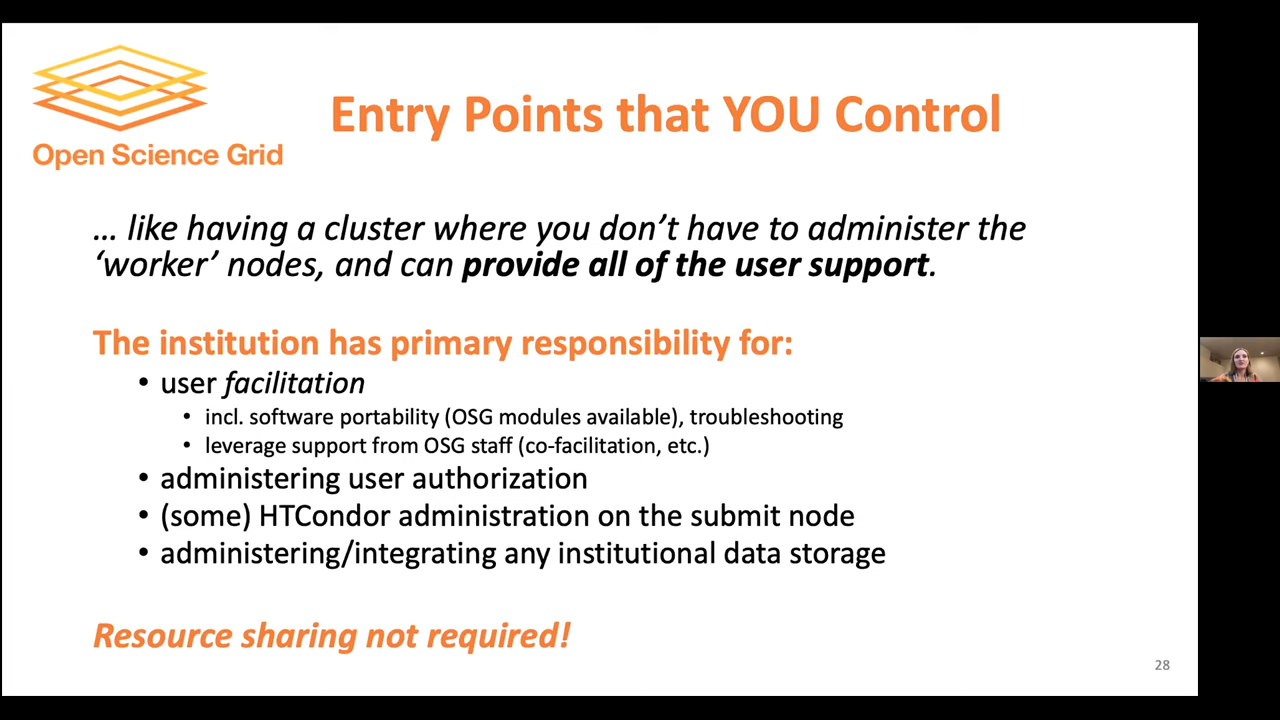 Open Science Grid
Entry Points that YOU Control
… like having a cluster where you don’t have to administer the
‘worker’ nodes, and can provide all of the user support.
The institution has primary responsibility for:
• user facilitation
• incl. software portability (OSG modules available), troubleshooting
• leverage support from OSG staff (co-facilitation, etc.)
• administering user authorization
• (some) HTCondor administration on the submit node
• administering/integrating any institutional data storage
Resource sharing not required!
28